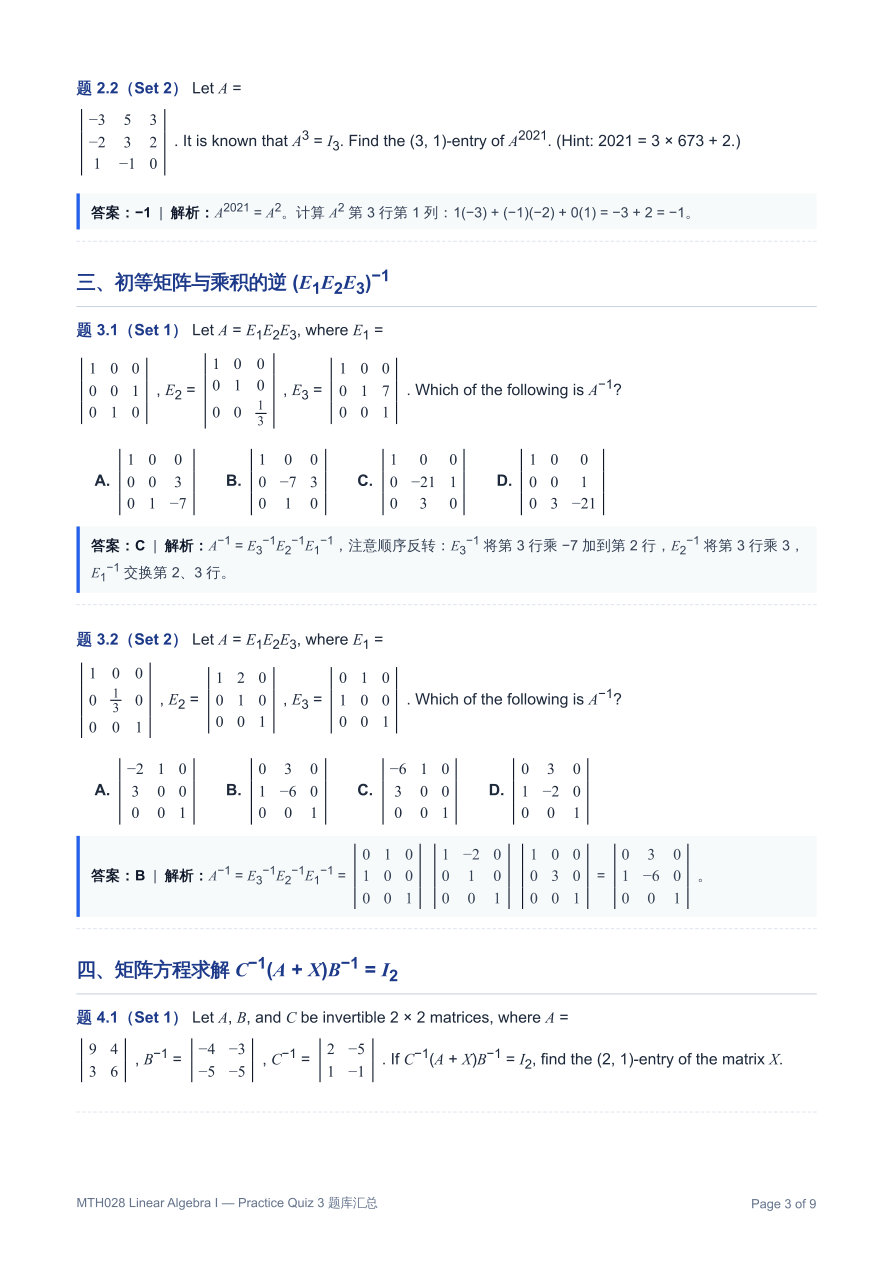 题 2.2（Set 2） Let A =
−3 5 3
−2 3 2
1 −1 0
. It is known that A³ = I₃. Find the (3, 1)-entry of A²⁰²¹. (Hint: 2021 = 3 × 673 + 2.)
答案：−1 | 解析：A²⁰²¹ = A²。计算 A² 第 3 行第 1 列：1(−3) + (−1)(−2) + 0(1) = −3 + 2 = −1。
三、初等矩阵与乘积的逆 (E₁E₂E₃)⁻¹
题 3.1（Set 1） Let A = E₁E₂E₃, where E₁ =
1 0 0
0 0 1
0 1 0
, E₂ =
1 0 0
0 1 0
0 0 1/3
, E₃ =
1 0 0
0 1 7
0 0 1
. Which of the following is A⁻¹?
A.
1 0 0
0 0 3
0 1 −7
B.
1 0 0
0 −7 3
0 1 0
C.
1 0 0
0 −21 1
0 3 0
D.
1 0 0
0 0 1
0 3 −21
答案：C | 解析：A⁻¹ = E₃⁻¹E₂⁻¹E₁⁻¹，注意顺序反转：E₃⁻¹ 将第 3 行乘 −7 加到第 2 行，E₂⁻¹ 将第 3 行乘 3，
E₁⁻¹ 交换第 2、3 行。
题 3.2（Set 2） Let A = E₁E₂E₃, where E₁ =
1 0 0
0 1/3 0
0 0 1
, E₂ =
1 2 0
0 1 0
0 0 1
, E₃ =
0 1 0
1 0 0
0 0 1
. Which of the following is A⁻¹?
A.
−2 1 0
3 0 0
0 0 1
B.
0 3 0
1 −6 0
0 0 1
C.
−6 1 0
3 0 0
0 0 1
D.
0 3 0
1 −2 0
0 0 1
答案：B | 解析：A⁻¹ = E₃⁻¹E₂⁻¹E₁⁻¹ =
0 1 0
1 0 0
0 0 1
1 −2 0
0 1 0
0 0 1
1 0 0
0 3 0
0 0 1
=
0 3 0
1 −6 0
0 0 1
。
四、矩阵方程求解 C⁻¹(A + X)B⁻¹ = I₂
题 4.1（Set 1） Let A, B, and C be invertible 2 × 2 matrices, where A =
9 4
3 6
, B⁻¹ =
−4 −3
−5 −5
, C⁻¹ =
2 −5
1 −1
. If C⁻¹(A + X)B⁻¹ = I₂, find the (2, 1)-entry of the matrix X.
MTH028 Linear Algebra I — Practice Quiz 3 题库汇总
Page 3 of 9